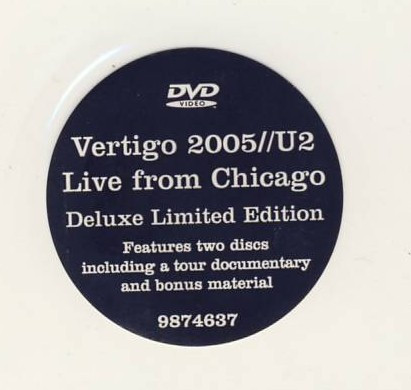 DVD
VIDEO
Vertigo 2005//U2
Live from Chicago
Deluxe Limited Edition
Features two discs
including a tour documentary
and bonus material
9874637